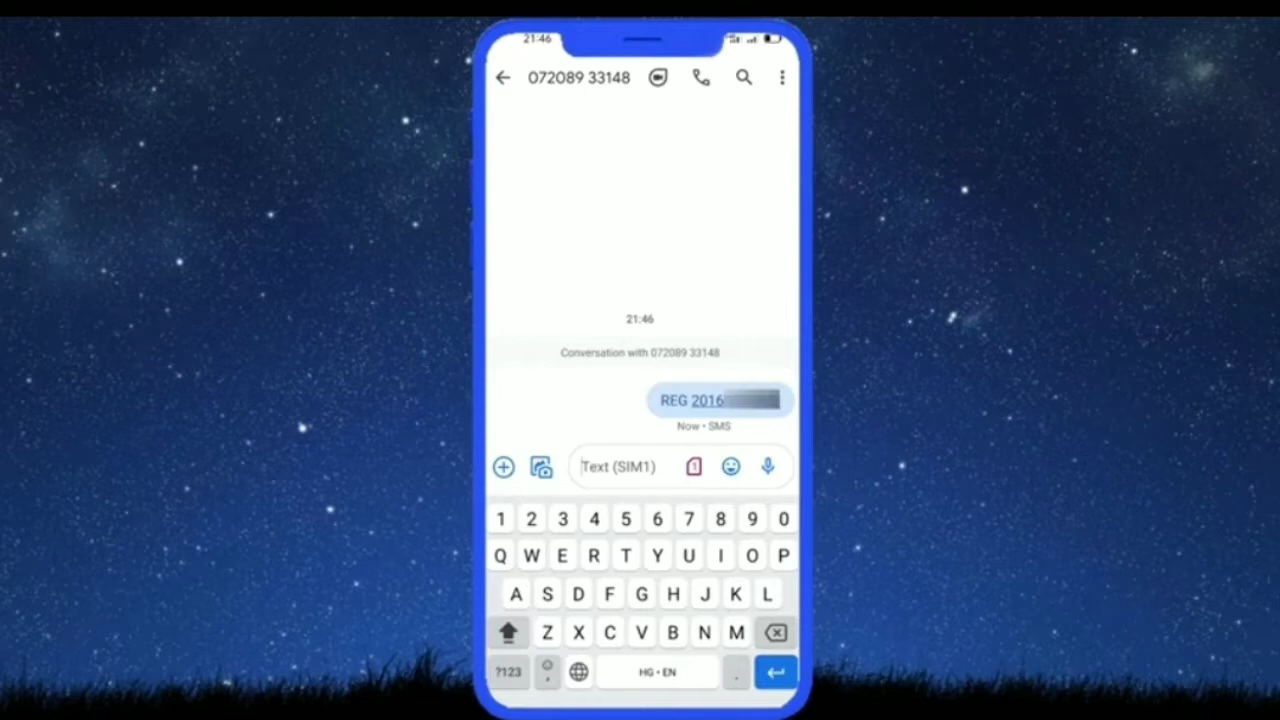 21:46
072089 33148
21:46
Conversation with 072089 33148
REG 2016
Now • SMS
Text (SIM1)
1
1 2 3 4 5 6 7 8 9 0
Q W E R T Y U I O P
A S D F G H J K L
Z X C V B N M
?123 , HG • EN .